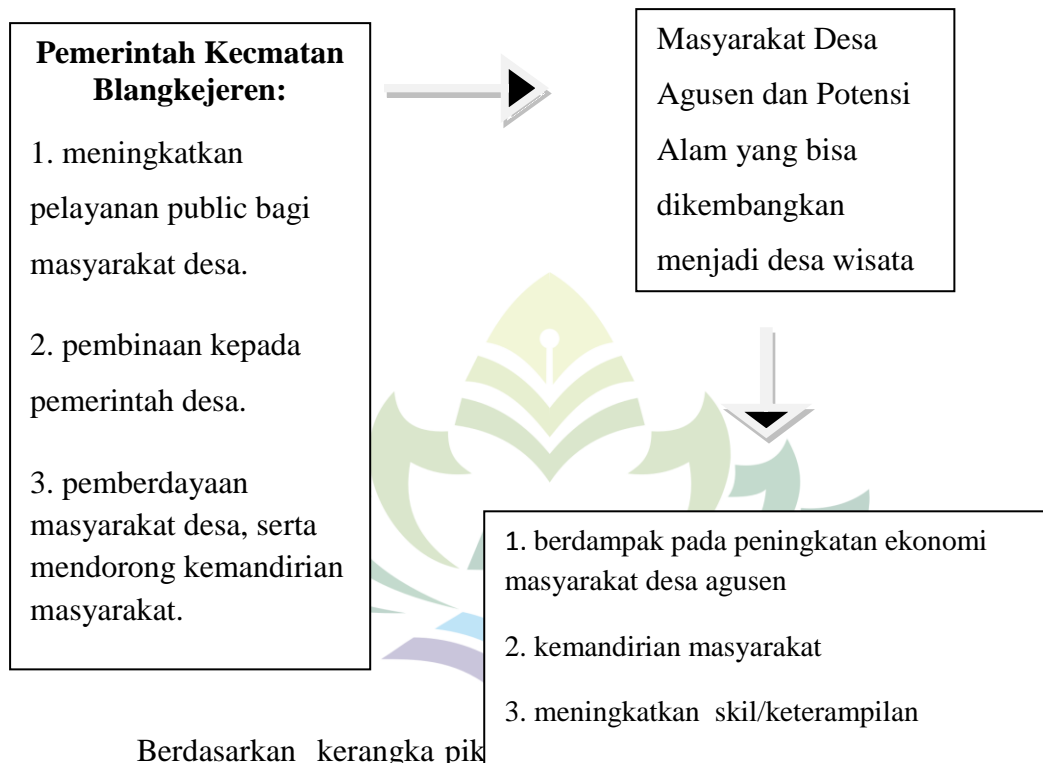 Pemerintah Kecmatan
Blangkejeren:
1. meningkatkan
pelayanan public bagi
masyarakat desa.
2. pembinaan kepada
pemerintah desa.
3. pemberdayaan
masyarakat desa, serta
mendorong kemandirian
masyarakat.
Masyarakat Desa
Agusen dan Potensi
Alam yang bisa
dikembangkan
menjadi desa wisata
1. berdampak pada peningkatan ekonomi
masyarakat desa agusen
2. kemandirian masyarakat
3. meningkatkan  skil/keterampilan
Berdasarkan  kerangka